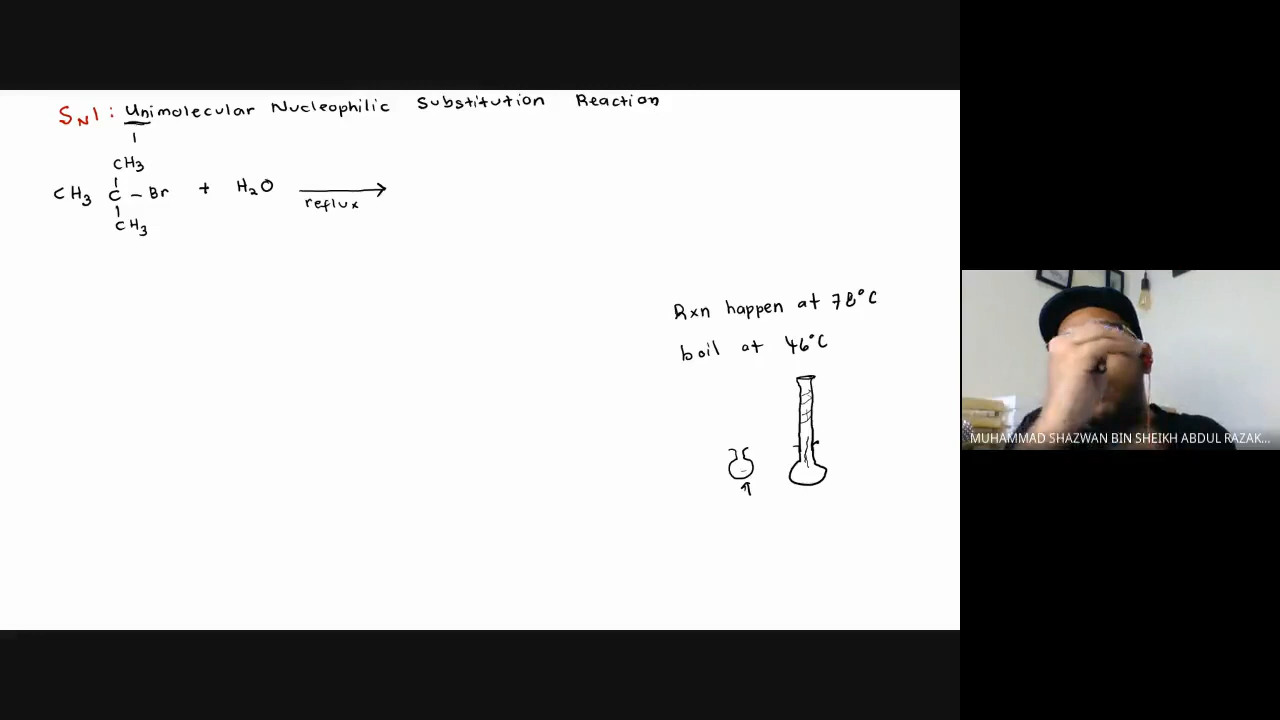 SN1: Unimolecular Nucleophilic Substitution Reaction
1
CH3
CH3 C - Br + H2O reflux
CH3
Rxn happen at 78°C
boil at 46°C
MUHAMMAD SHAZWAN BIN SHEIKH ABDUL RAZAK...